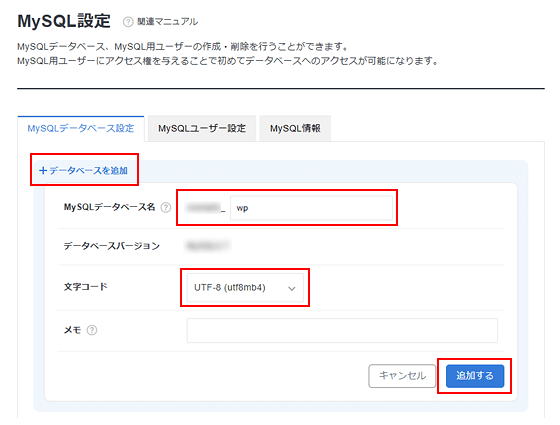 MySQL設定 ? 関連マニュアル
MySQLデータベース、MySQL用ユーザーの作成・削除を行うことができます。
MySQL用ユーザーにアクセス権を与えることで初めてデータベースへのアクセスが可能になります。
MySQLデータベース設定 MySQLユーザー設定 MySQL情報
+データベースを追加
MySQLデータベース名 ? _ wp
データベースバージョン
文字コード UTF-8 (utf8mb4)
メモ ?
キャンセル 追加する